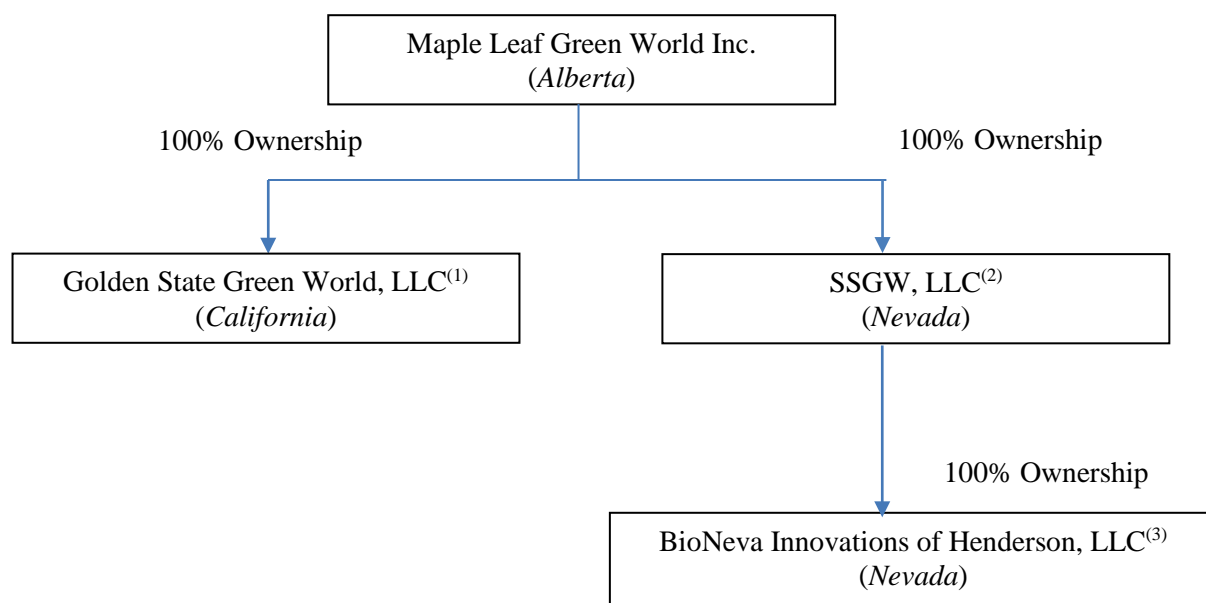 Maple Leaf Green World Inc.
(Alberta)
100% Ownership
100% Ownership
Golden State Green World, LLC(1)
(California)
SSGW, LLC(2)
(Nevada)
100% Ownership
BioNeva Innovations of Henderson, LLC(3)
(Nevada)